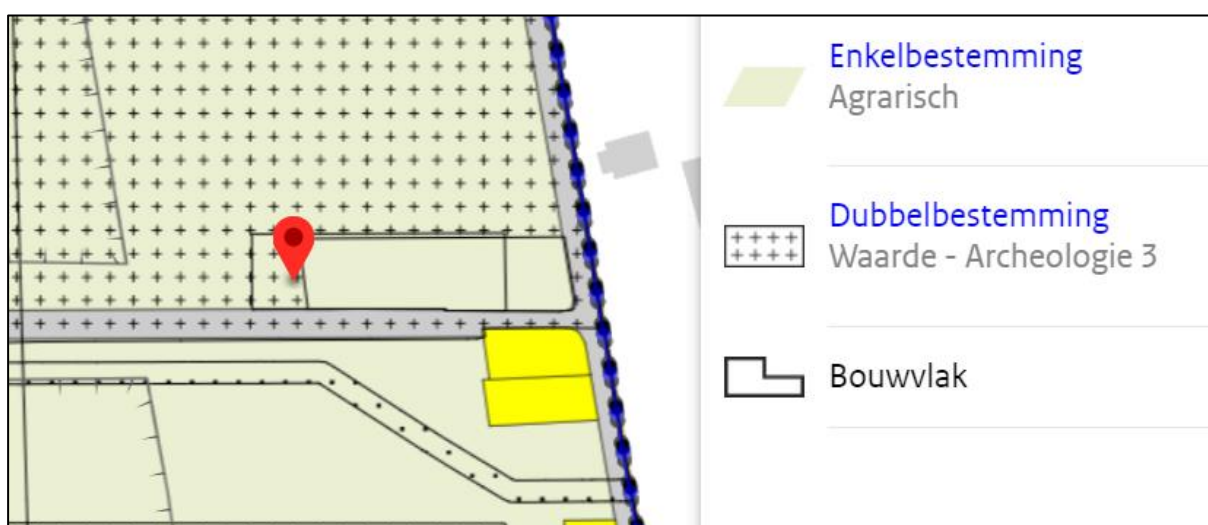 Enkelbestemming
Agrarisch
Dubbelbestemming
Waarde - Archeologie 3
Bouwvlak